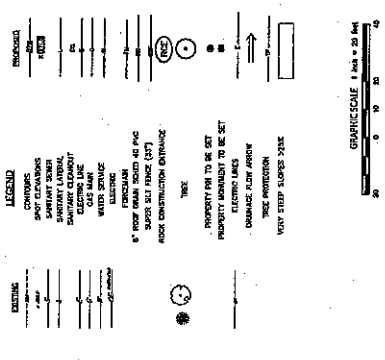 LEGEND
EXISTING
PROPOSED
CONTOURS
SPOT ELEVATIONS
SANITARY SEWER
SANITARY LATERAL
SANITARY CLEANOUT
ELECTRIC LINE
GAS MAIN
WATER SERVICE
ELECTRIC
FORCEMAIN
6" ROOF DRAIN SCHED 40 PVC
SUPER SILT FENCE (33")
ROCK CONSTRUCTION ENTRANCE
RCE
TREE
PROPERTY PIN TO BE SET
PROPERTY MONUMENT TO BE SET
ELECTRIC LINES
DRAINAGE FLOW ARROW
TREE PROTECTION
TP
VERY STEEP SLOPES >25%
GRAPHIC SCALE 1 inch = 20 feet
20 0 20 40